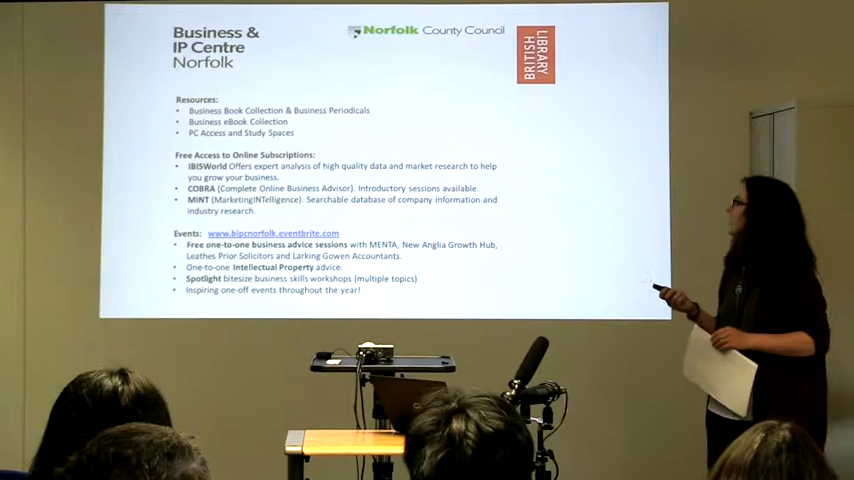 Business &
IP Centre
Norfolk
Norfolk County Council
BRITISH
LIBRARY
Resources:
• Business Book Collection & Business Periodicals
• Business eBook Collection
• PC Access and Study Spaces
Free Access to Online Subscriptions:
• IBISWorld Offers expert analysis of high quality data and market research to help
you grow your business.
• COBRA (Complete Online Business Advisor). Introductory sessions available.
• MINT (MarketingINTelligence). Searchable database of company information and
industry research.
Events: www.bipcnorfolk.eventbrite.com
• Free one-to-one business advice sessions with MENTA, New Anglia Growth Hub,
Leathes Prior Solicitors and Larking Gowen Accountants.
• One-to-one Intellectual Property advice.
• Spotlight bitesize business skills workshops (multiple topics)
• Inspiring one-off events throughout the year!